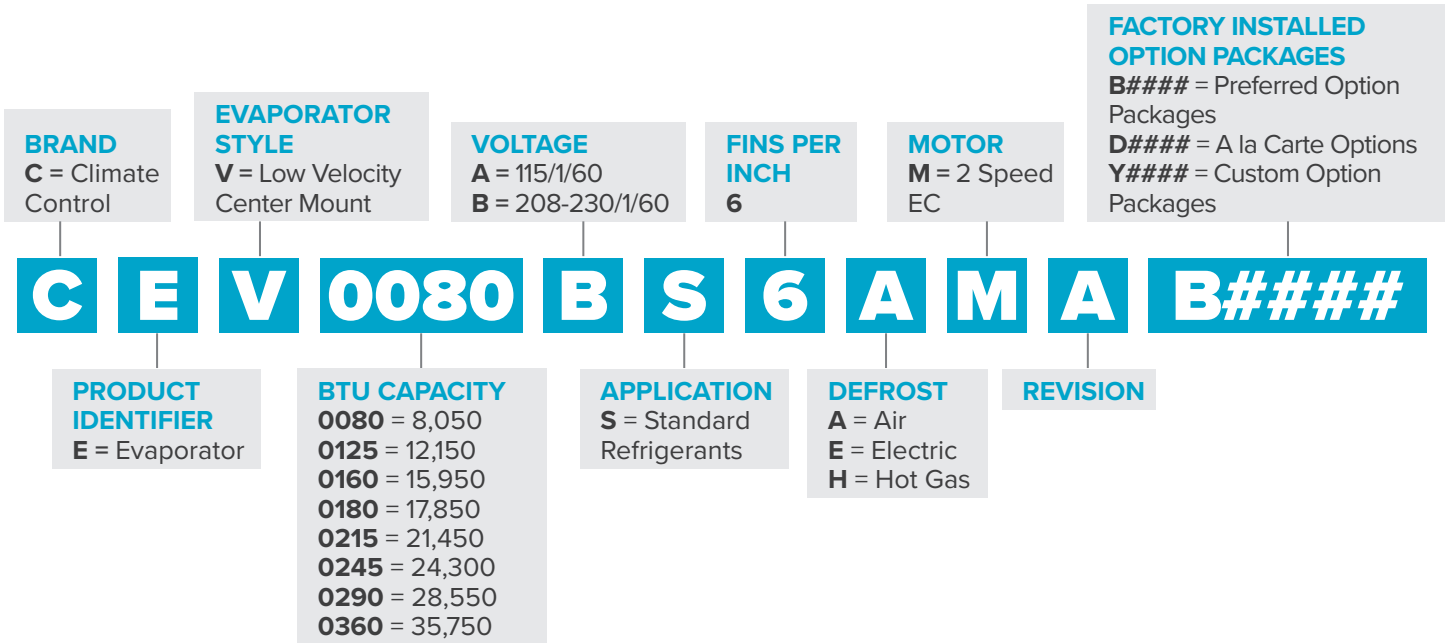 FACTORY INSTALLED
OPTION PACKAGES
B#### = Preferred Option
Packages
D#### = A la Carte Options
Y#### = Custom Option
Packages
BRAND
C = Climate
Control
EVAPORATOR
STYLE
V = Low Velocity
Center Mount
VOLTAGE
A = 115/1/60
B = 208-230/1/60
FINS PER
INCH
6
MOTOR
M = 2 Speed
EC
C E V 0080 B S 6 A M A B####
PRODUCT
IDENTIFIER
E = Evaporator
BTU CAPACITY
0080 = 8,050
0125 = 12,150
0160 = 15,950
0180 = 17,850
0215 = 21,450
0245 = 24,300
0290 = 28,550
0360 = 35,750
APPLICATION
S = Standard
Refrigerants
DEFROST
A = Air
E = Electric
H = Hot Gas
REVISION